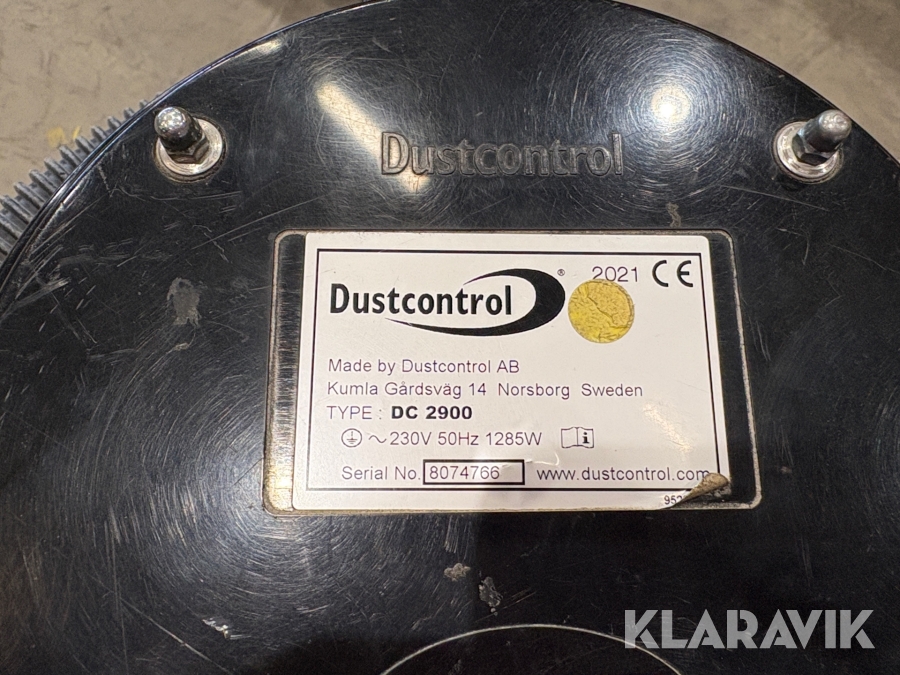 Dustcontrol
Dustcontrol ® 2021 CE
Made by Dustcontrol AB
Kumla Gårdsväg 14 Norsborg Sweden
TYPE : DC 2900
~230V 50Hz 1285W i
Serial No. 8074766 www.dustcontrol.com
KLARAVIK